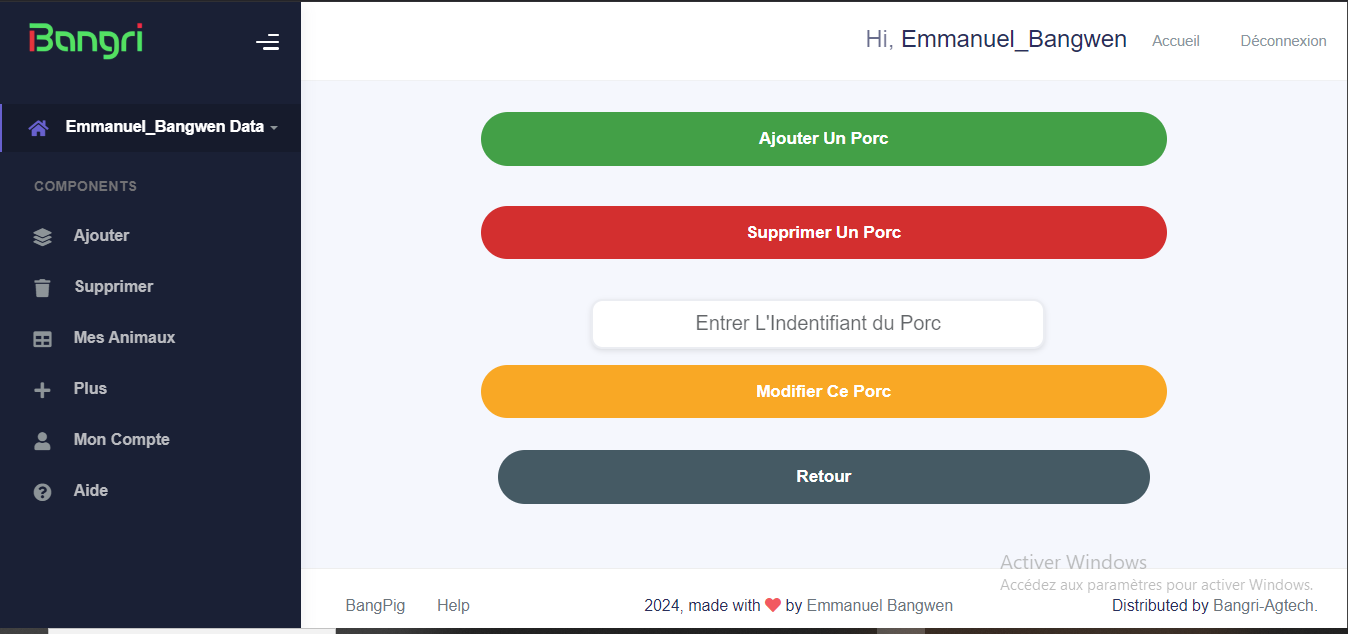 Bangri
Hi, Emmanuel_Bangwen
Accueil
Déconnexion
Emmanuel_Bangwen Data
COMPONENTS
Ajouter
Supprimer
Mes Animaux
Plus
Mon Compte
Aide
Ajouter Un Porc
Supprimer Un Porc
Entrer L'Indentifiant du Porc
Modifier Ce Porc
Retour
Activer Windows
Accédez aux paramètres pour activer Windows.
BangPig
Help
2024, made with ❤ by Emmanuel Bangwen
Distributed by Bangri-Agtech.